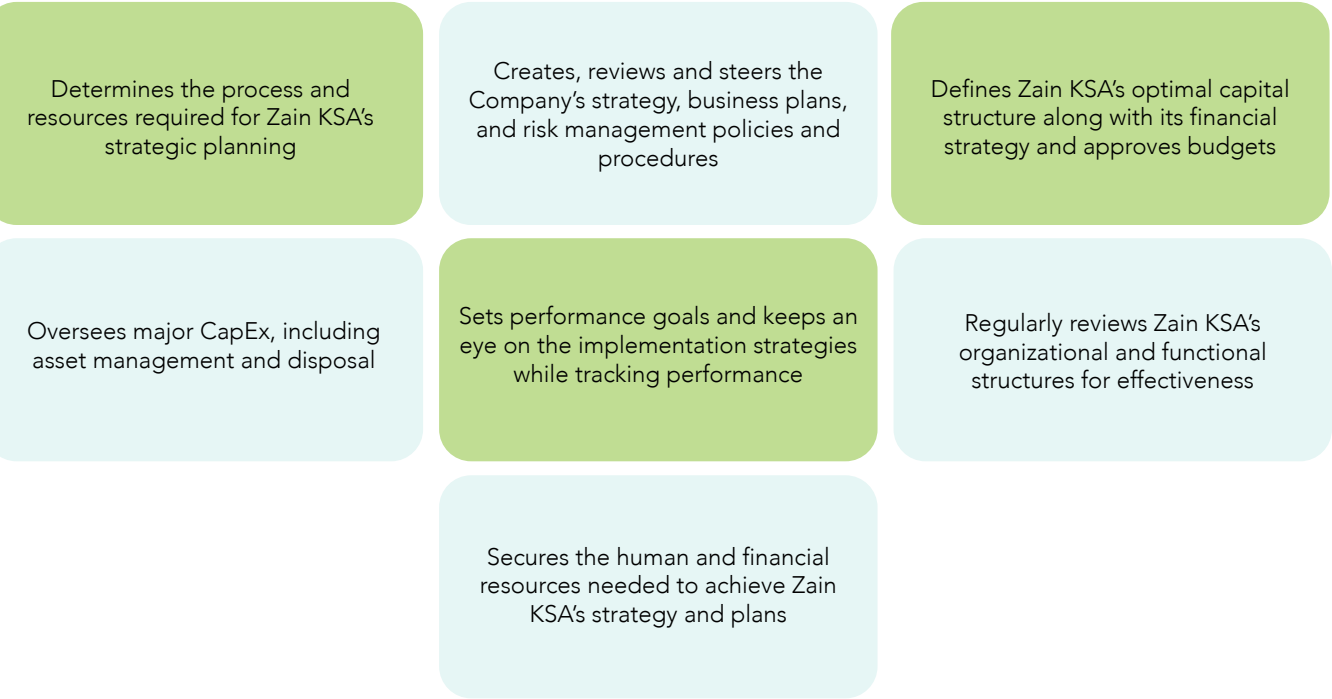 Determines the process and
resources required for Zain KSA's
strategic planning
Creates, reviews and steers the
Company's strategy, business plans,
and risk management policies and
procedures
Defines Zain KSA's optimal capital
structure along with its financial
strategy and approves budgets
Oversees major CapEx, including
asset management and disposal
Sets performance goals and keeps an
eye on the implementation strategies
while tracking performance
Regularly reviews Zain KSA's
organizational and functional
structures for effectiveness
Secures the human and financial
resources needed to achieve Zain
KSA's strategy and plans